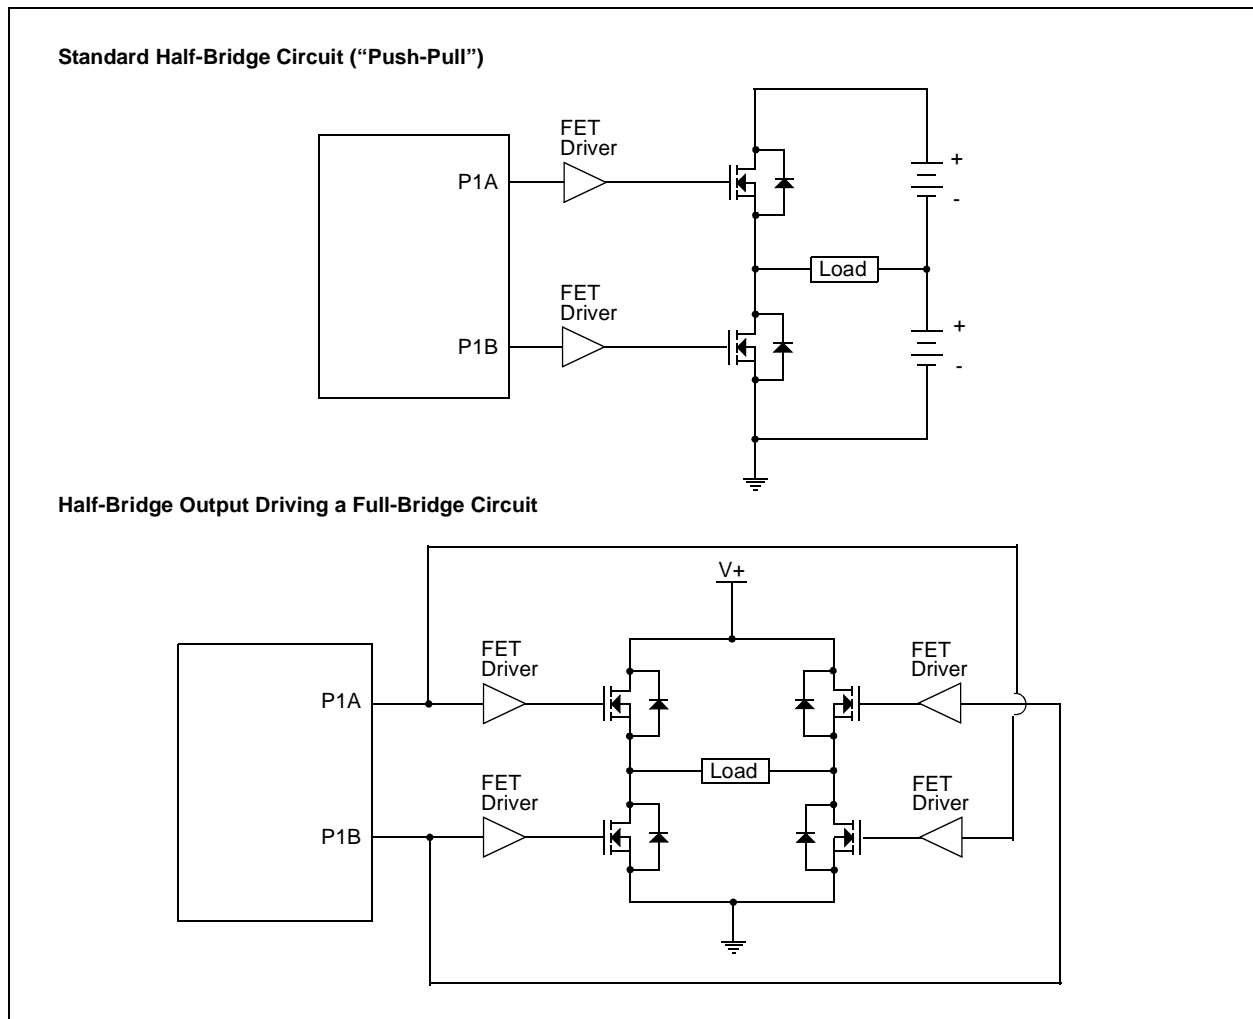 Standard Half-Bridge Circuit (“Push-Pull”)
FET
Driver
P1A
+
-
Load
FET
Driver
P1B
+
-
Half-Bridge Output Driving a Full-Bridge Circuit
V+
FET
Driver
FET
Driver
P1A
Load
FET
Driver
FET
Driver
P1B